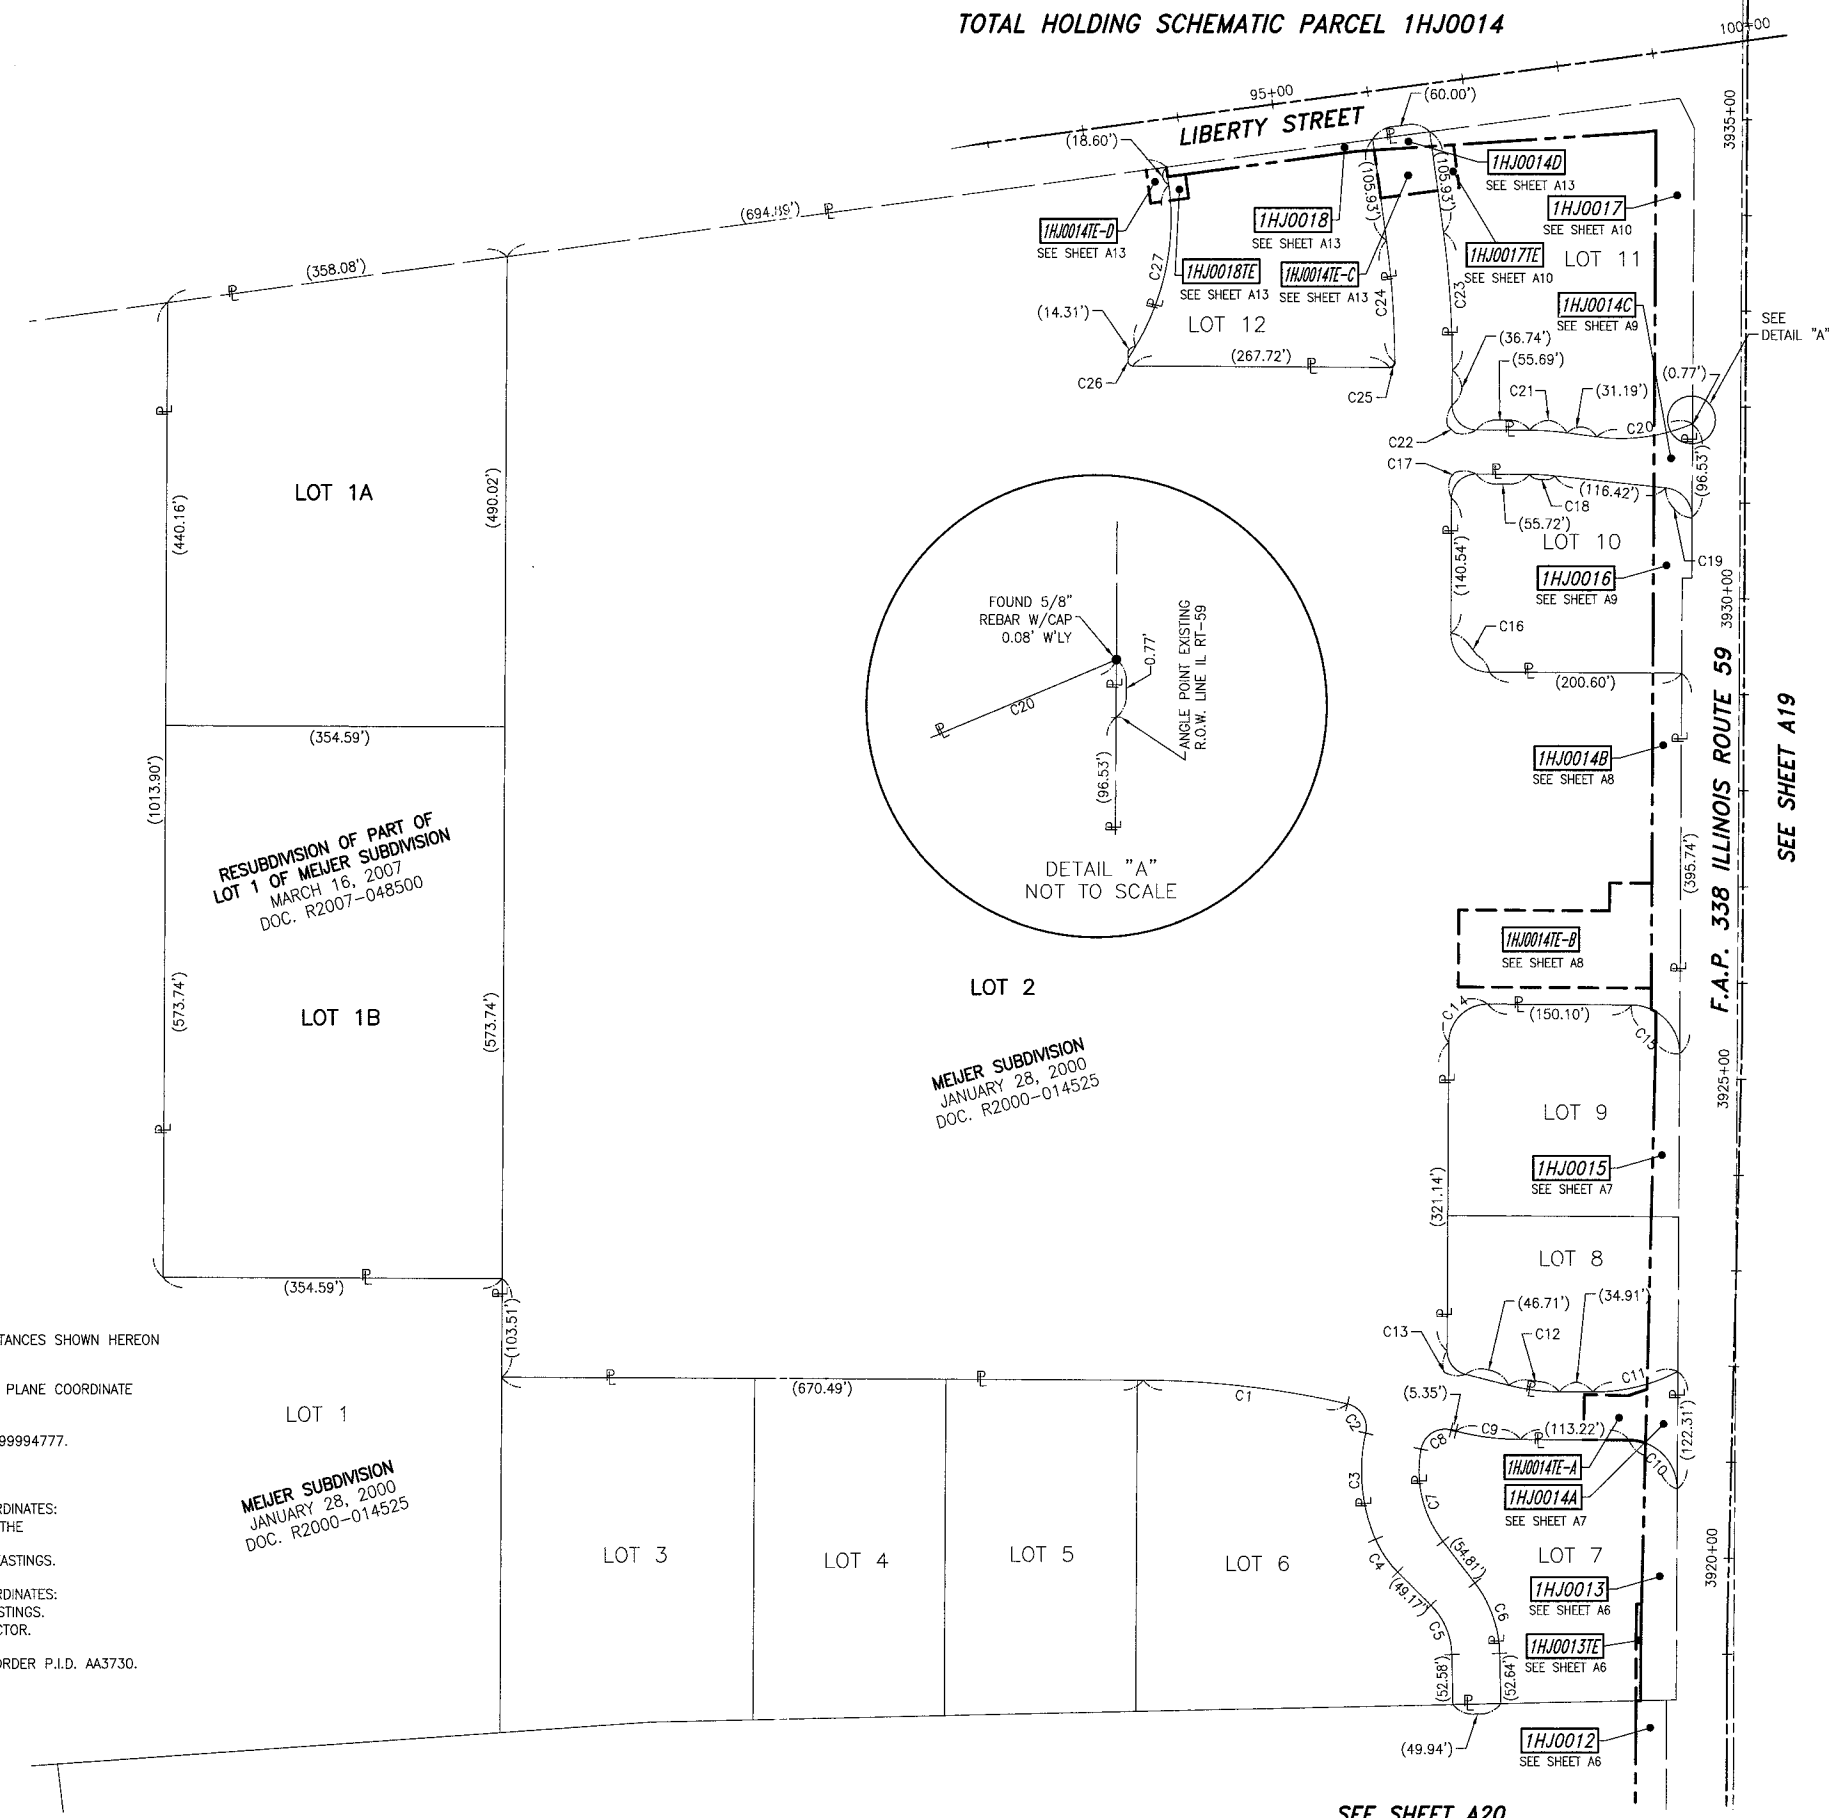 TOTAL HOLDING SCHEMATIC PARCEL 1HJ0014
100+00
95+00
(60.00')
LIBERTY STREET
(18.60')
3935+00
1HJ0014D
SEE SHEET A13
(105.93')
(105.93')
1HJ0017
SEE SHEET A10
(694.89')
1HJ0014TE-D
SEE SHEET A13
1HJ0018
SEE SHEET A13
1HJ0017TE
SEE SHEET A10
LOT 11
(358.08')
C27
1HJ0018TE
SEE SHEET A13
1HJ0014TE-C
SEE SHEET A13
C24
C23
1HJ0014C
SEE SHEET A9
(14.31')
LOT 12
SEE
DETAIL "A"
(36.74')
(267.72')
(55.69')
(0.77')
C26
C25
C21
(31.19')
C22
C20
C17
LOT 1A
(490.02')
(440.16')
(116.42')
(96.53')
C18
(55.72')
LOT 10
C19
(140.54')
1HJ0016
SEE SHEET A9
3930+00
FOUND 5/8"
REBAR W/CAP
0.08' W'LY
0.77'
ANGLE POINT EXISTING
R.O.W. LINE IL RT-59
C16
(200.60')
C20
(354.59')
(96.53')
1HJ0014B
SEE SHEET A8
F.A.P. 338 ILLINOIS ROUTE 59
SEE SHEET A19
(1013.90')
RESUBDIVISION OF PART OF
LOT 1 OF MEIJER SUBDIVISION
MARCH 16, 2007
DOC. R2007-048500
DETAIL "A"
NOT TO SCALE
(395.74')
1HJ0014TE-B
SEE SHEET A8
LOT 2
(573.74')
LOT 1B
(573.74')
C14
(150.10')
C15
MEIJER SUBDIVISION
JANUARY 28, 2000
DOC. R2000-014525
3925+00
LOT 9
1HJ0015
SEE SHEET A7
(321.14')
LOT 8
(354.59')
(46.71')
(34.91')
(103.51')
C13
C12
TANCES SHOWN HEREON
C11
PLANE COORDINATE
(670.49')
C1
(5.35')
LOT 1
C2
C8
C9
(113.22')
(122.31')
99994777.
C10
1HJ0014TE-A
MEIJER SUBDIVISION
JANUARY 28, 2000
DOC. R2000-014525
C3
C7
1HJ0014A
SEE SHEET A7
RDINATES:
THE
LOT 3
LOT 4
LOT 5
LOT 6
(54.81')
LOT 7
3920+00
EASTINGS.
C4
1HJ0013
SEE SHEET A6
RDINATES:
STINGS.
(49.17')
C6
CTOR.
C5
1HJ0013TE
SEE SHEET A6
ORDER P.I.D. AA3730.
(52.58')
(52.64')
(49.94')
1HJ0012
SEE SHEET A6
SEE SHEET A20